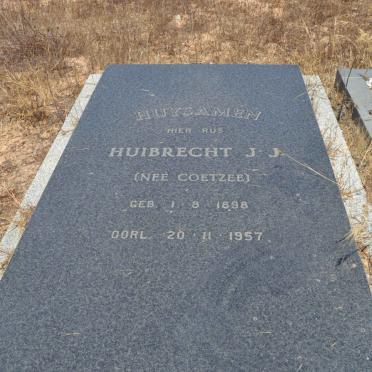 HUYSAMEN
HIER RUS
HUIBRECHT J. J.
(NEE COETZEE)
GEB. 1 · 9 · 1898
OORL. 20 · 11 · 1957